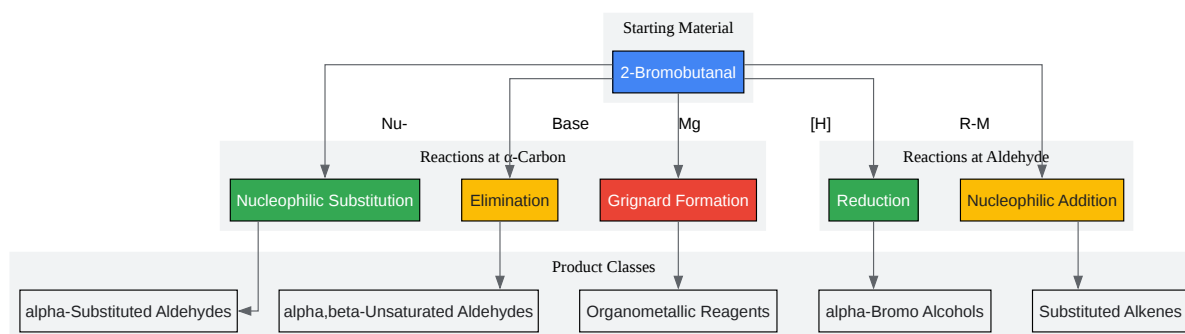 Starting Material
2-Bromobutanal
Nu-
Base
Mg
[H]
R-M
Reactions at α-Carbon
Reactions at Aldehyde
Nucleophilic Substitution
Elimination
Grignard Formation
Reduction
Nucleophilic Addition
Product Classes
alpha-Substituted Aldehydes
alpha,beta-Unsaturated Aldehydes
Organometallic Reagents
alpha-Bromo Alcohols
Substituted Alkenes